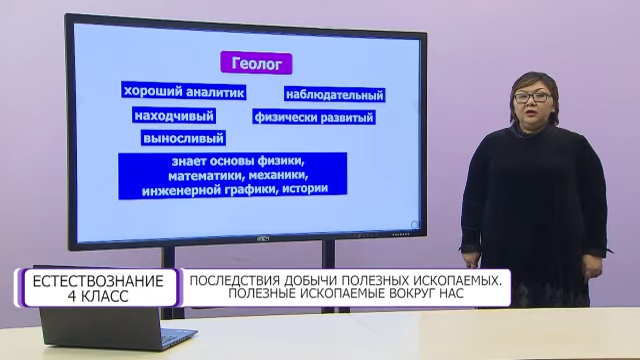 Геолог
хороший аналитик
наблюдательный
находчивый
физически развитый
выносливый
знает основы физики,
математики, механики,
инженерной графики, истории
ЕСТЕСТВОЗНАНИЕ
4 КЛАСС
ПОСЛЕДСТВИЯ ДОБЫЧИ ПОЛЕЗНЫХ ИСКОПАЕМЫХ.
ПОЛЕЗНЫЕ ИСКОПАЕМЫЕ ВОКРУГ НАС